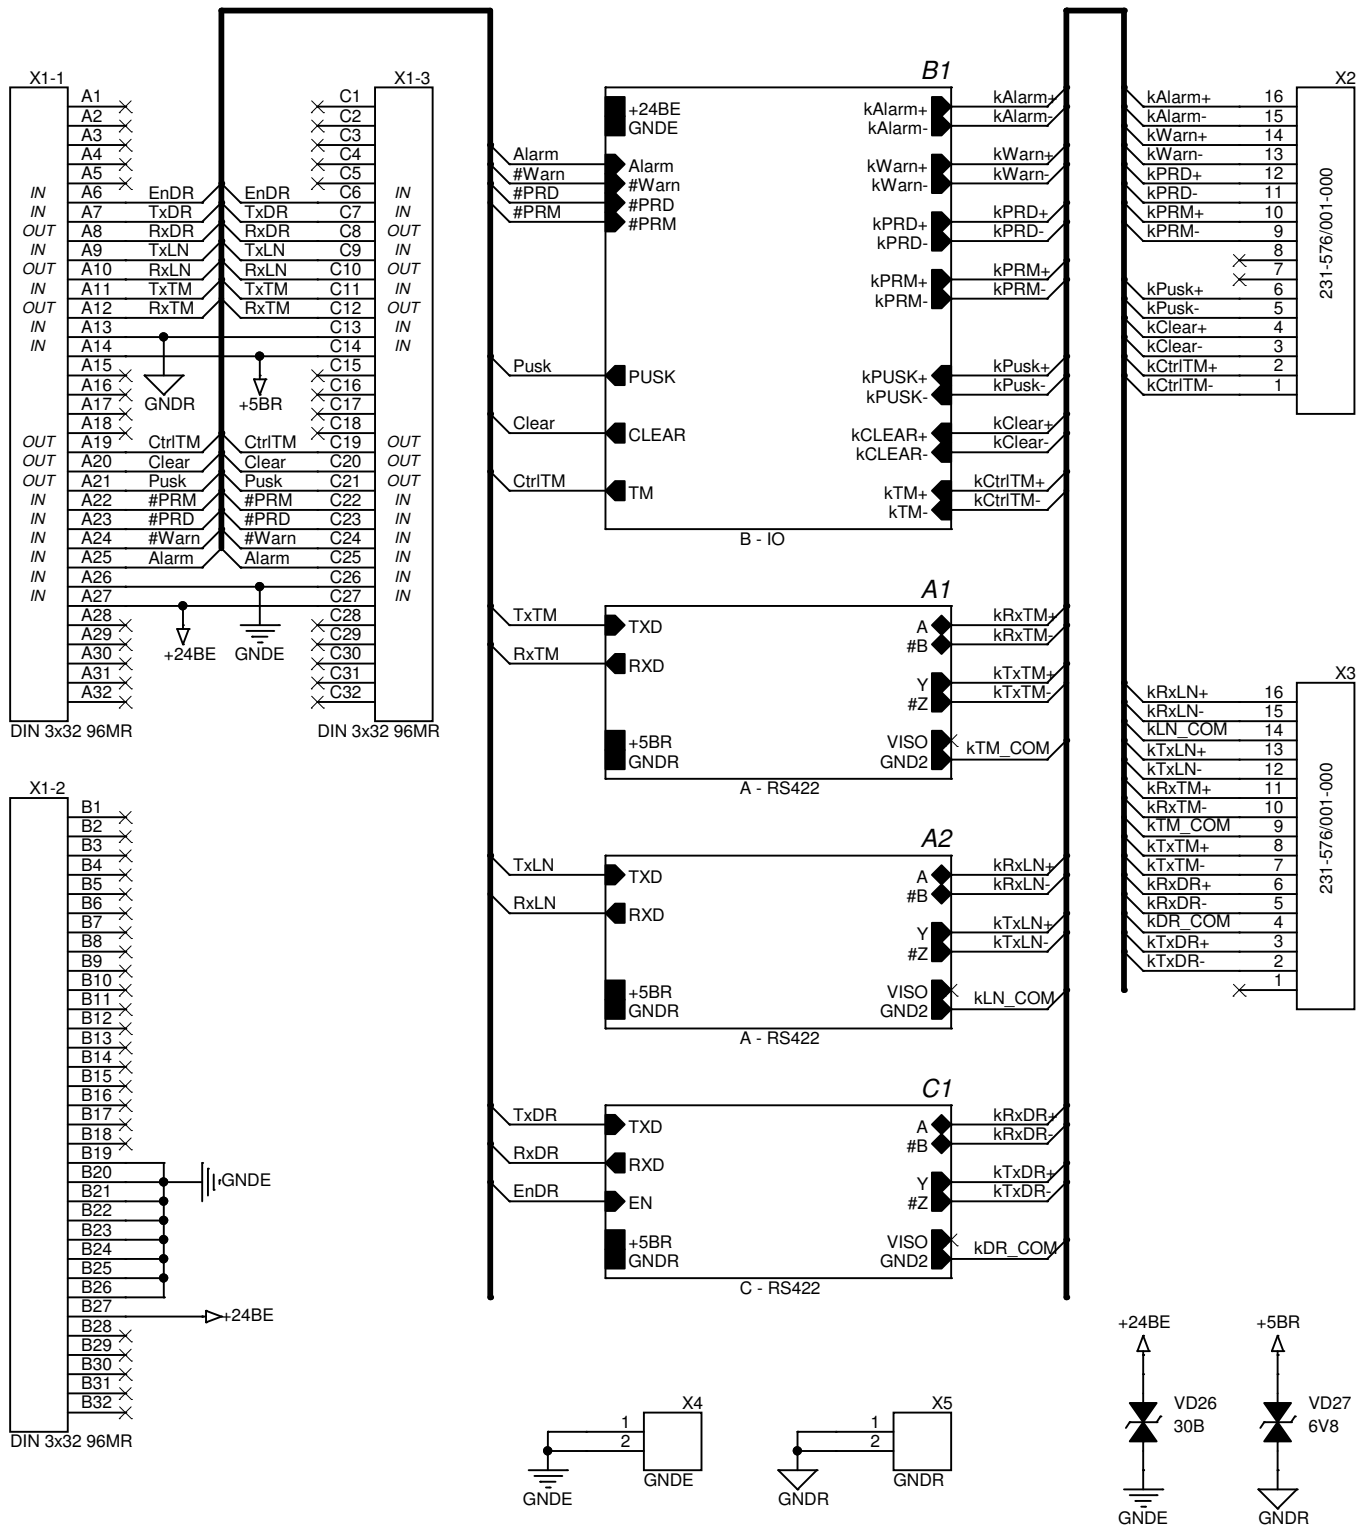 X1-1
A1
A2
A3
A4
A5
IN A6 EnDR
IN A7 TxDR
OUT A8 RxDR
IN A9 TxLN
OUT A10 RxLN
IN A11 TxTM
OUT A12 RxTM
IN A13
IN A14
A15
A16
A17
A18
OUT A19 CtrlTM
OUT A20 Clear
OUT A21 Pusk
IN A22 #PRM
IN A23 #PRD
IN A24 #Warn
IN A25 Alarm
IN A26
IN A27
A28
A29
A30
A31
A32
DIN 3x32 96MR
GNDR
+5BR
+24BE
GNDE
X1-3
C1
C2
C3
C4
C5
EnDR C6 IN
TxDR C7 IN
RxDR C8 OUT
TxLN C9 IN
RxLN C10 OUT
TxTM C11 IN
RxTM C12 OUT
C13 IN
C14 IN
C15
C16
C17
C18
CtrlTM C19 OUT
Clear C20 OUT
Pusk C21 OUT
#PRM C22 IN
#PRD C23 IN
#Warn C24 IN
Alarm C25 IN
C26 IN
C27 IN
C28
C29
C30
C31
C32
DIN 3x32 96MR
X1-2
B1
B2
B3
B4
B5
B6
B7
B8
B9
B10
B11
B12
B13
B14
B15
B16
B17
B18
B19
B20
B21
B22
B23
B24
B25
B26
B27
B28
B29
B30
B31
B32
GNDE
+24BE
DIN 3x32 96MR
B1
+24BE
GNDE
Alarm Alarm
#Warn #Warn
#PRD #PRD
#PRM #PRM
Pusk PUSK
Clear CLEAR
CtrlTM TM
kAlarm+ kAlarm+
kAlarm- kAlarm-
kWarn+ kWarn+
kWarn- kWarn-
kPRD+ kPRD+
kPRD- kPRD-
kPRM+ kPRM+
kPRM- kPRM-
kPUSK+ kPusk+
kPUSK- kPusk-
kCLEAR+ kClear+
kCLEAR- kClear-
kTM+ kCtrlTM+
kTM- kCtrlTM-
B - IO
A1
TxTM TXD
RxTM RXD
+5BR
GNDR
A kRxTM+
#B kRxTM-
Y kTxTM+
#Z kTxTM-
VISO
GND2 kTM_COM
A - RS422
A2
TxLN TXD
RxLN RXD
+5BR
GNDR
A kRxLN+
#B kRxLN-
Y kTxLN+
#Z kTxLN-
VISO
GND2 kLN_COM
A - RS422
C1
TxDR TXD
RxDR RXD
EnDR EN
+5BR
GNDR
A kRxDR+
#B kRxDR-
Y kTxDR+
#Z kTxDR-
VISO
GND2 kDR_COM
C - RS422
X2
kAlarm+ 16
kAlarm- 15
kWarn+ 14
kWarn- 13
kPRD+ 12
kPRD- 11
kPRM+ 10
kPRM- 9
8
7
kPusk+ 6
kPusk- 5
kClear+ 4
kClear- 3
kCtrlTM+ 2
kCtrlTM- 1
231-576/001-000
X3
kRxLN+ 16
kRxLN- 15
kLN_COM 14
kTxLN+ 13
kTxLN- 12
kRxTM+ 11
kRxTM- 10
kTM_COM 9
kTxTM+ 8
kTxTM- 7
kRxDR+ 6
kRxDR- 5
kDR_COM 4
kTxDR+ 3
kTxDR- 2
1
231-576/001-000
X4
1
2
GNDE
GNDE
X5
1
2
GNDR
GNDR
+24BE
VD26
30B
GNDE
+5BR
VD27
6V8
GNDR